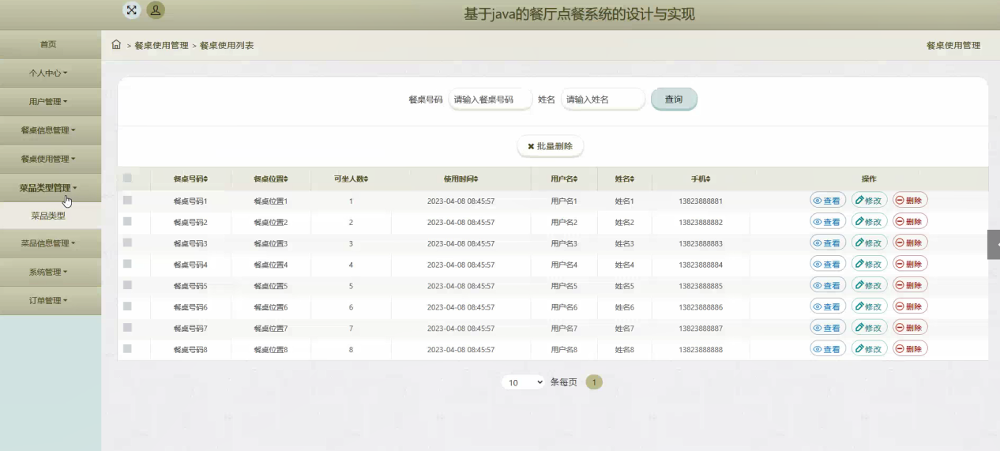 基于java的餐厅点餐系统的设计与实现
首页
个人中心
用户管理
餐桌信息管理
餐桌使用管理
菜品类型管理
菜品类型
菜品信息管理
系统管理
订单管理
> 餐桌使用管理 > 餐桌使用列表
餐桌使用管理
餐桌号码 请输入餐桌号码 姓名 请输入姓名 查询
批量删除
餐桌号码 餐桌位置 可坐人数 使用时间 用户名 姓名 手机 操作
餐桌号码1 餐桌位置1 1 2023-04-08 08:45:57 用户名1 姓名1 13823888881 查看 修改 删除
餐桌号码2 餐桌位置2 2 2023-04-08 08:45:57 用户名2 姓名2 13823888882 查看 修改 删除
餐桌号码3 餐桌位置3 3 2023-04-08 08:45:57 用户名3 姓名3 13823888883 查看 修改 删除
餐桌号码4 餐桌位置4 4 2023-04-08 08:45:57 用户名4 姓名4 13823888884 查看 修改 删除
餐桌号码5 餐桌位置5 5 2023-04-08 08:45:57 用户名5 姓名5 13823888885 查看 修改 删除
餐桌号码6 餐桌位置6 6 2023-04-08 08:45:57 用户名6 姓名6 13823888886 查看 修改 删除
餐桌号码7 餐桌位置7 7 2023-04-08 08:45:57 用户名7 姓名7 13823888887 查看 修改 删除
餐桌号码8 餐桌位置8 8 2023-04-08 08:45:57 用户名8 姓名8 13823888888 查看 修改 删除
10 条每页 1